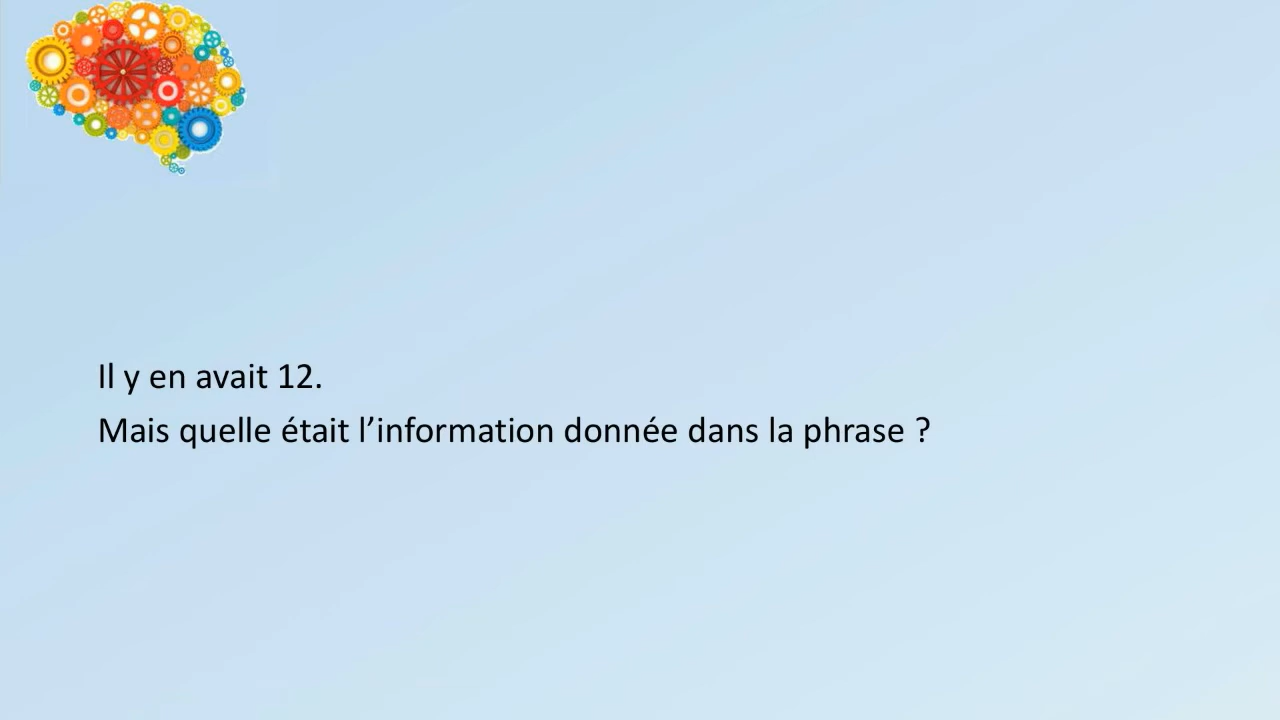 Il y en avait 12.
Mais quelle était l’information donnée dans la phrase ?